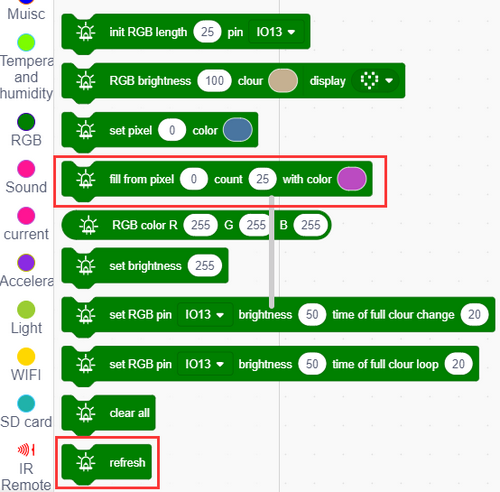 Muisc
Tempera
and
humidity
RGB
Sound
current
Accelera
Light
WIFI
SD card
IR
Remote
init RGB length 25 pin IO13
RGB brightness 100 clour display
set pixel 0 color
fill from pixel 0 count 25 with color
RGB color R 255 G 255 B 255
set brightness 255
set RGB pin IO13 brightness 50 time of full clour change 20
set RGB pin IO13 brightness 50 time of full clour loop 20
clear all
refresh